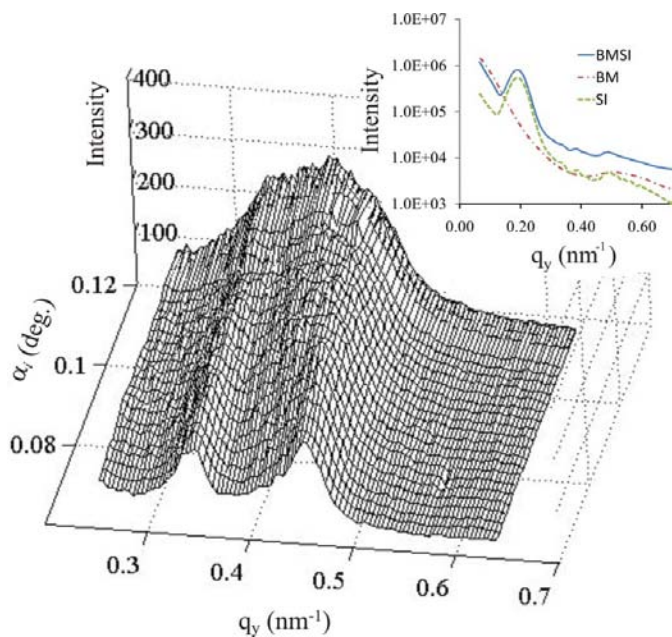 400
300
200
100
Intensity
0.12
0.1
0.08
αi (deg.)
0.3
0.4
0.5
0.6
0.7
qy (nm-1)
1.0E+07
1.0E+06
1.0E+05
1.0E+04
1.0E+03
Intensity
BMSI
BM
SI
0.00
0.20
0.40
0.60
qy (nm-1)